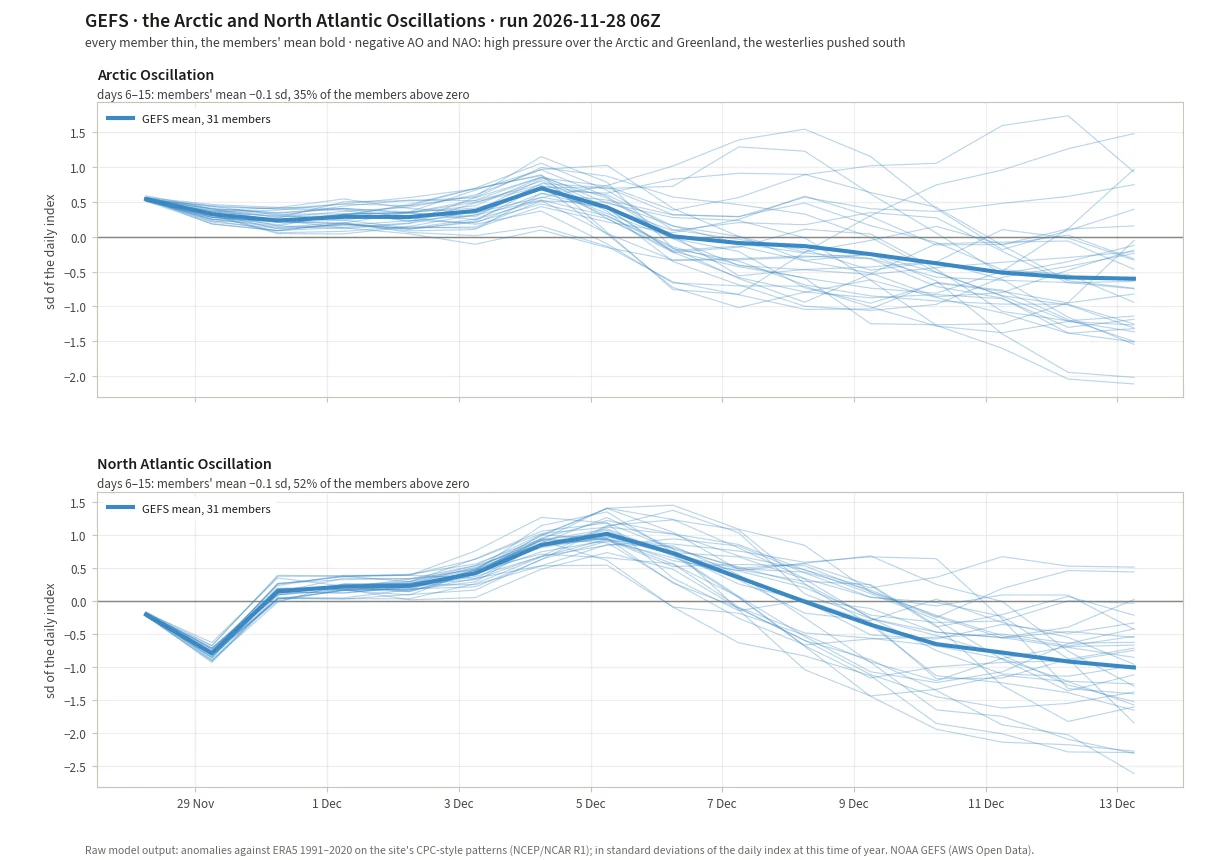 GEFS · the Arctic and North Atlantic Oscillations · run 2026-11-28 06Z
every member thin, the members' mean bold · negative AO and NAO: high pressure over the Arctic and Greenland, the westerlies pushed south
Arctic Oscillation
days 6–15: members' mean −0.1 sd, 35% of the members above zero
GEFS mean, 31 members
1.5
1.0
0.5
0.0
−0.5
−1.0
−1.5
−2.0
sd of the daily index
North Atlantic Oscillation
days 6–15: members' mean −0.1 sd, 52% of the members above zero
GEFS mean, 31 members
1.5
1.0
0.5
0.0
−0.5
−1.0
−1.5
−2.0
−2.5
sd of the daily index
29 Nov
1 Dec
3 Dec
5 Dec
7 Dec
9 Dec
11 Dec
13 Dec
Raw model output: anomalies against ERA5 1991–2020 on the site's CPC-style patterns (NCEP/NCAR R1); in standard deviations of the daily index at this time of year. NOAA GEFS (AWS Open Data).